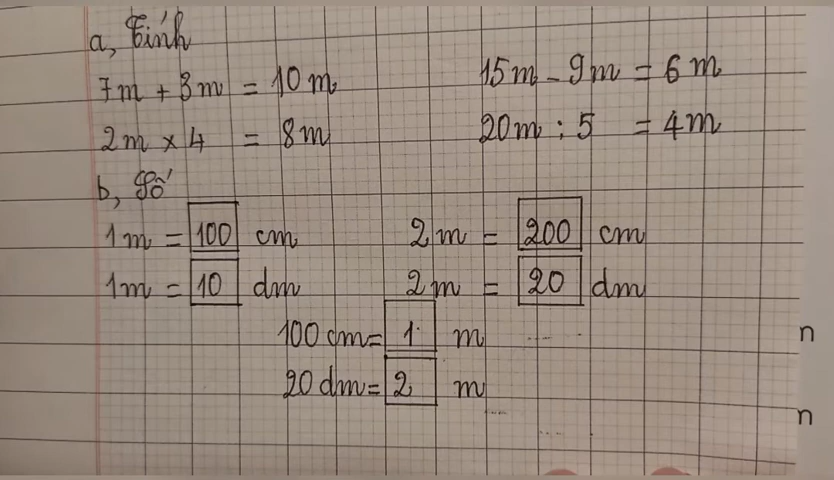 a, Tính
7m + 3m = 10m 15m - 9m = 6m
2m x 4 = 8m 20m : 5 = 4m
b, Số
1m = 100 cm 2m = 200 cm
1m = 10 dm 2m = 20 dm
100 cm = 1 m
n
20 dm = 2 m
n